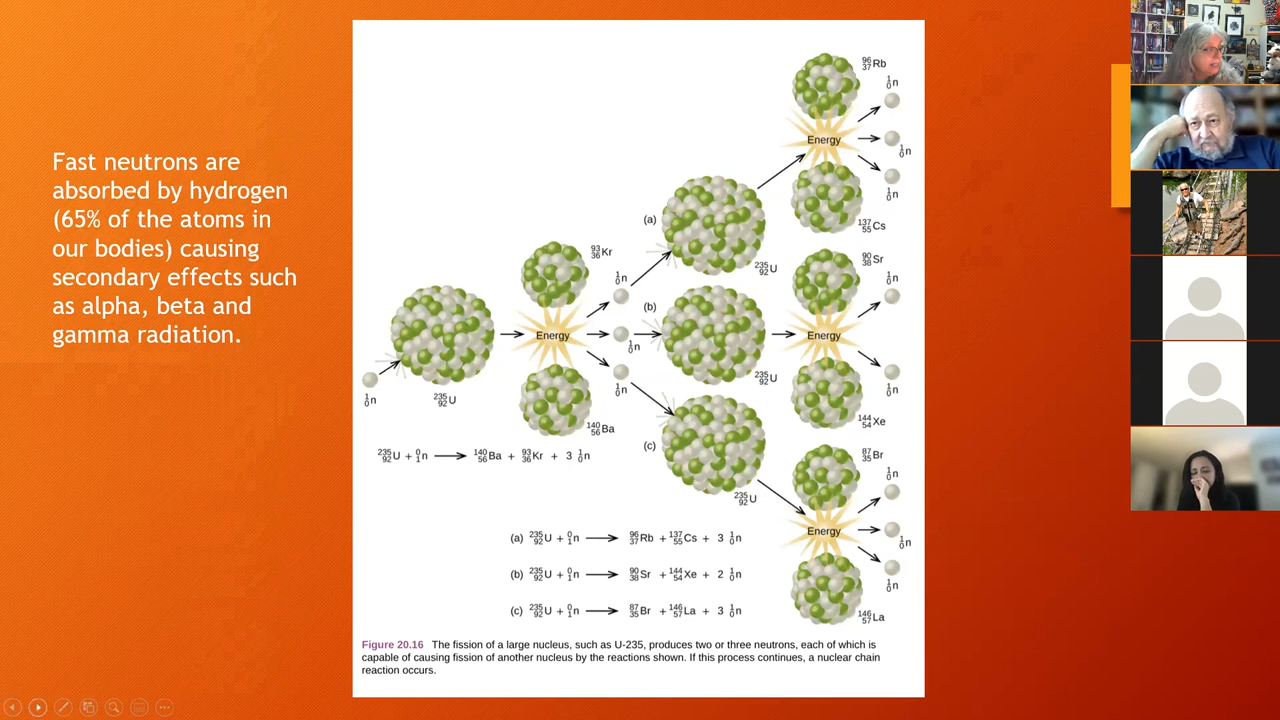 Fast neutrons are
absorbed by hydrogen
(65% of the atoms in
our bodies) causing
secondary effects such
as alpha, beta and
gamma radiation.
96 37 Rb
1 0 n
Energy
1 0 n
1 0 n
(a)
137 55 Cs
235 92 U
93 36 Kr
1 0 n
90 38 Sr
1 0 n
(b)
Energy
1 0 n
Energy
235 92 U
1 0 n
235 92 U
1 0 n
1 0 n
144 54 Xe
140 56 Ba
(c)
87 35 Br
235 92 U + 0 1 n → 140 56 Ba + 93 36 Kr + 3 1 0 n
1 0 n
235 92 U
Energy
1 0 n
1 0 n
146 57 La
(a) 235 92 U + 0 1 n → 96 37 Rb + 137 55 Cs + 3 1 0 n
(b) 235 92 U + 0 1 n → 90 38 Sr + 144 54 Xe + 2 1 0 n
(c) 235 92 U + 0 1 n → 87 35 Br + 146 57 La + 3 1 0 n
Figure 20.16 The fission of a large nucleus, such as U-235, produces two or three neutrons, each of which is
capable of causing fission of another nucleus by the reactions shown. If this process continues, a nuclear chain
reaction occurs.